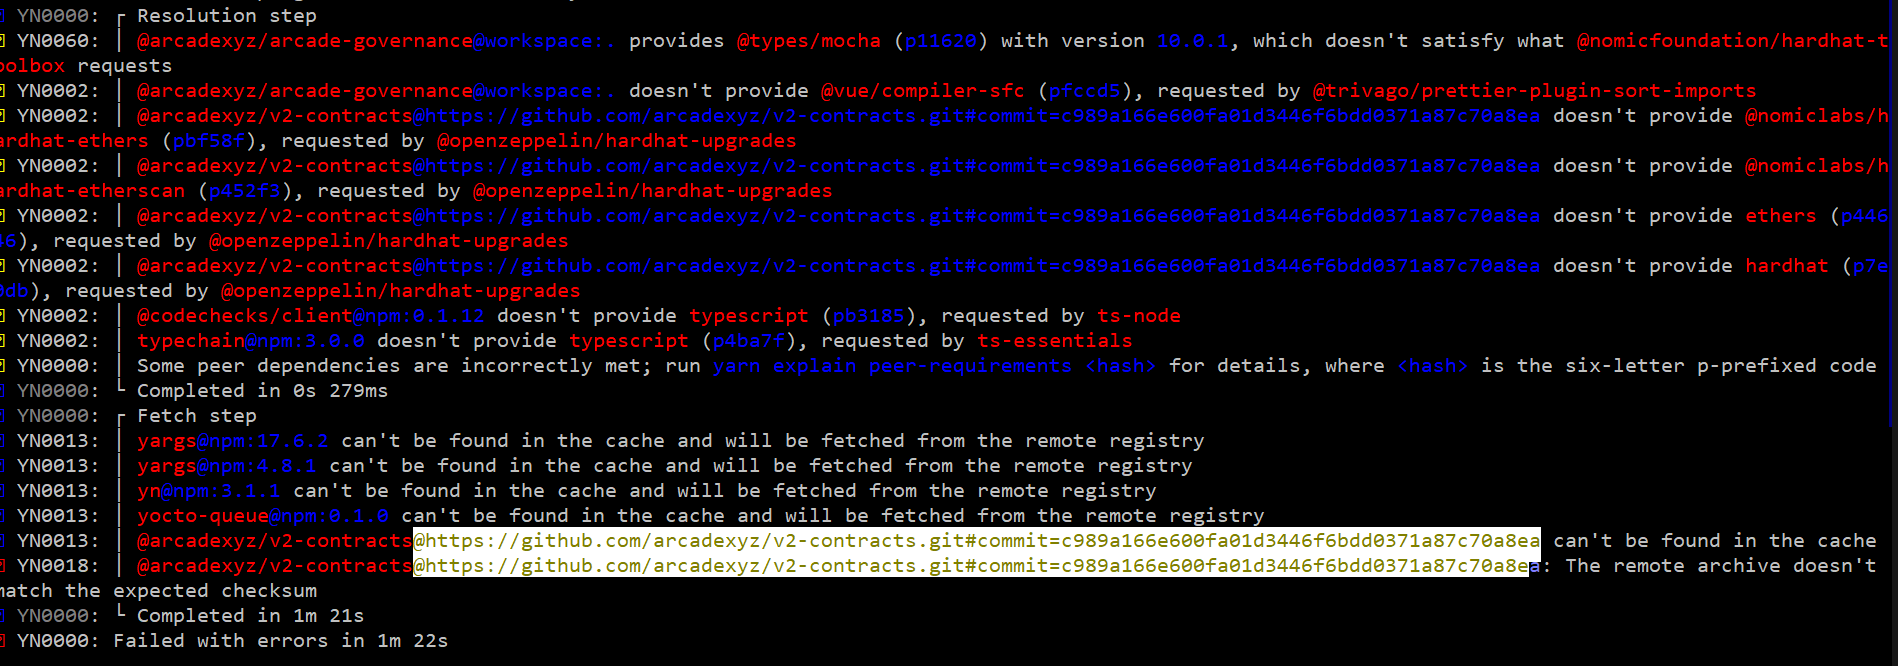 YN0000: ┌ Resolution step
YN0060: │ @arcadexyz/arcade-governance@workspace:. provides @types/mocha (p11620) with version 10.0.1, which doesn't satisfy what @nomicfoundation/hardhat-t
oolbox requests
YN0002: │ @arcadexyz/arcade-governance@workspace:. doesn't provide @vue/compiler-sfc (pfccd5), requested by @trivago/prettier-plugin-sort-imports
YN0002: │ @arcadexyz/v2-contracts@https://github.com/arcadexyz/v2-contracts.git#commit=c989a166e600fa01d3446f6bdd0371a87c70a8ea doesn't provide @nomiclabs/h
ardhat-ethers (pbf58f), requested by @openzeppelin/hardhat-upgrades
YN0002: │ @arcadexyz/v2-contracts@https://github.com/arcadexyz/v2-contracts.git#commit=c989a166e600fa01d3446f6bdd0371a87c70a8ea doesn't provide @nomiclabs/h
ardhat-etherscan (p452f3), requested by @openzeppelin/hardhat-upgrades
YN0002: │ @arcadexyz/v2-contracts@https://github.com/arcadexyz/v2-contracts.git#commit=c989a166e600fa01d3446f6bdd0371a87c70a8ea doesn't provide ethers (p446
46), requested by @openzeppelin/hardhat-upgrades
YN0002: │ @arcadexyz/v2-contracts@https://github.com/arcadexyz/v2-contracts.git#commit=c989a166e600fa01d3446f6bdd0371a87c70a8ea doesn't provide hardhat (p7e
0db), requested by @openzeppelin/hardhat-upgrades
YN0002: │ @codechecks/client@npm:0.1.12 doesn't provide typescript (pb3185), requested by ts-node
YN0002: │ typechain@npm:3.0.0 doesn't provide typescript (p4ba7f), requested by ts-essentials
YN0000: │ Some peer dependencies are incorrectly met; run yarn explain peer-requirements <hash> for details, where <hash> is the six-letter p-prefixed code
YN0000: └ Completed in 0s 279ms
YN0000: ┌ Fetch step
YN0013: │ yargs@npm:17.6.2 can't be found in the cache and will be fetched from the remote registry
YN0013: │ yargs@npm:4.8.1 can't be found in the cache and will be fetched from the remote registry
YN0013: │ yn@npm:3.1.1 can't be found in the cache and will be fetched from the remote registry
YN0013: │ yocto-queue@npm:0.1.0 can't be found in the cache and will be fetched from the remote registry
YN0013: │ @arcadexyz/v2-contracts@https://github.com/arcadexyz/v2-contracts.git#commit=c989a166e600fa01d3446f6bdd0371a87c70a8ea can't be found in the cache
YN0018: │ @arcadexyz/v2-contracts@https://github.com/arcadexyz/v2-contracts.git#commit=c989a166e600fa01d3446f6bdd0371a87c70a8ea: The remote archive doesn't
match the expected checksum
YN0000: └ Completed in 1m 21s
YN0000: Failed with errors in 1m 22s